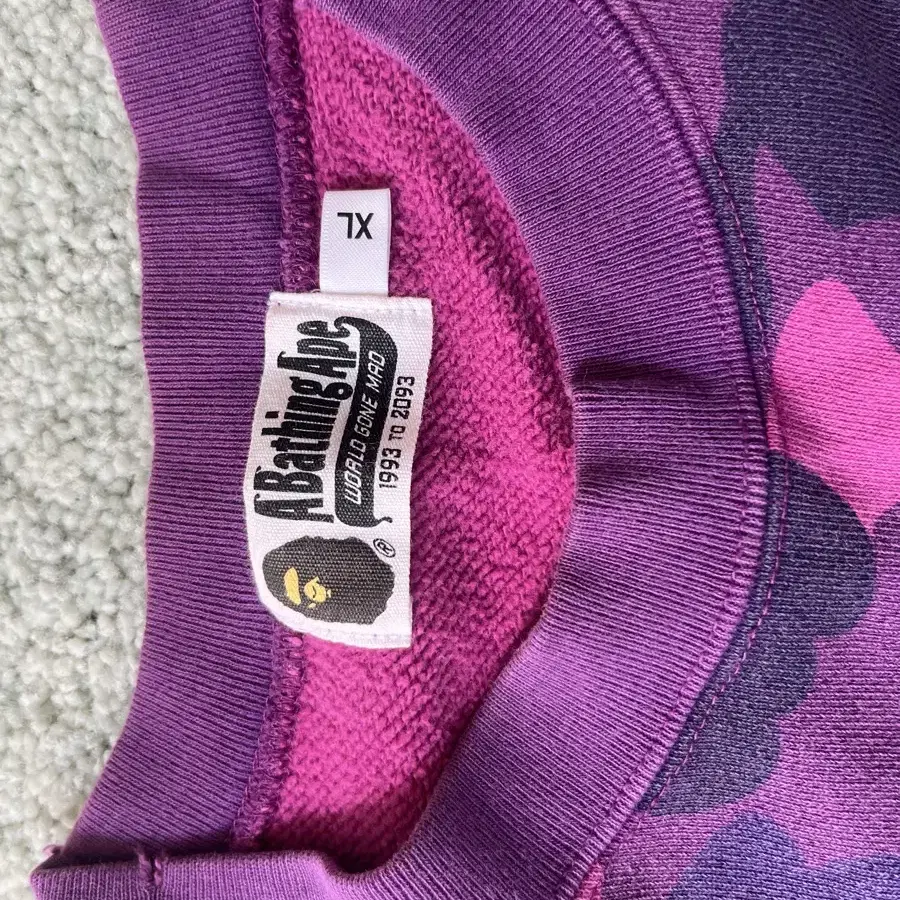 XL
A Bathing Ape
WORLD GONE MAD
1993 TO 2093
®